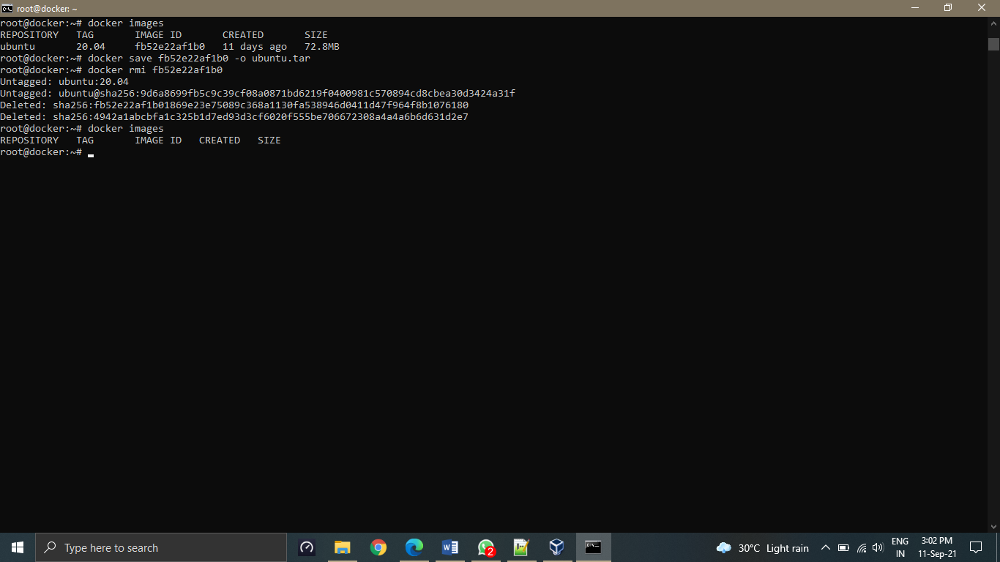 root@docker: ~
root@docker:~# docker images
REPOSITORY   TAG       IMAGE ID       CREATED       SIZE
ubuntu       20.04     fb52e22af1b0   11 days ago   72.8MB
root@docker:~# docker save fb52e22af1b0 -o ubuntu.tar
root@docker:~# docker rmi fb52e22af1b0
Untagged: ubuntu:20.04
Untagged: ubuntu@sha256:9d6a8699fb5c9c39cf08a0871bd6219f0400981c570894cd8cbea30d3424a31f
Deleted: sha256:fb52e22af1b01869e23e75089c368a1130fa538946d0411d47f964f8b1076180
Deleted: sha256:4942a1abcbfa1c325b1d7ed93d3cf6020f555be706672308a4a4a6b6d631d2e7
root@docker:~# docker images
REPOSITORY   TAG       IMAGE ID   CREATED   SIZE
root@docker:~#
Type here to search
2
30°C Light rain
ENG
IN
3:02 PM
11-Sep-21